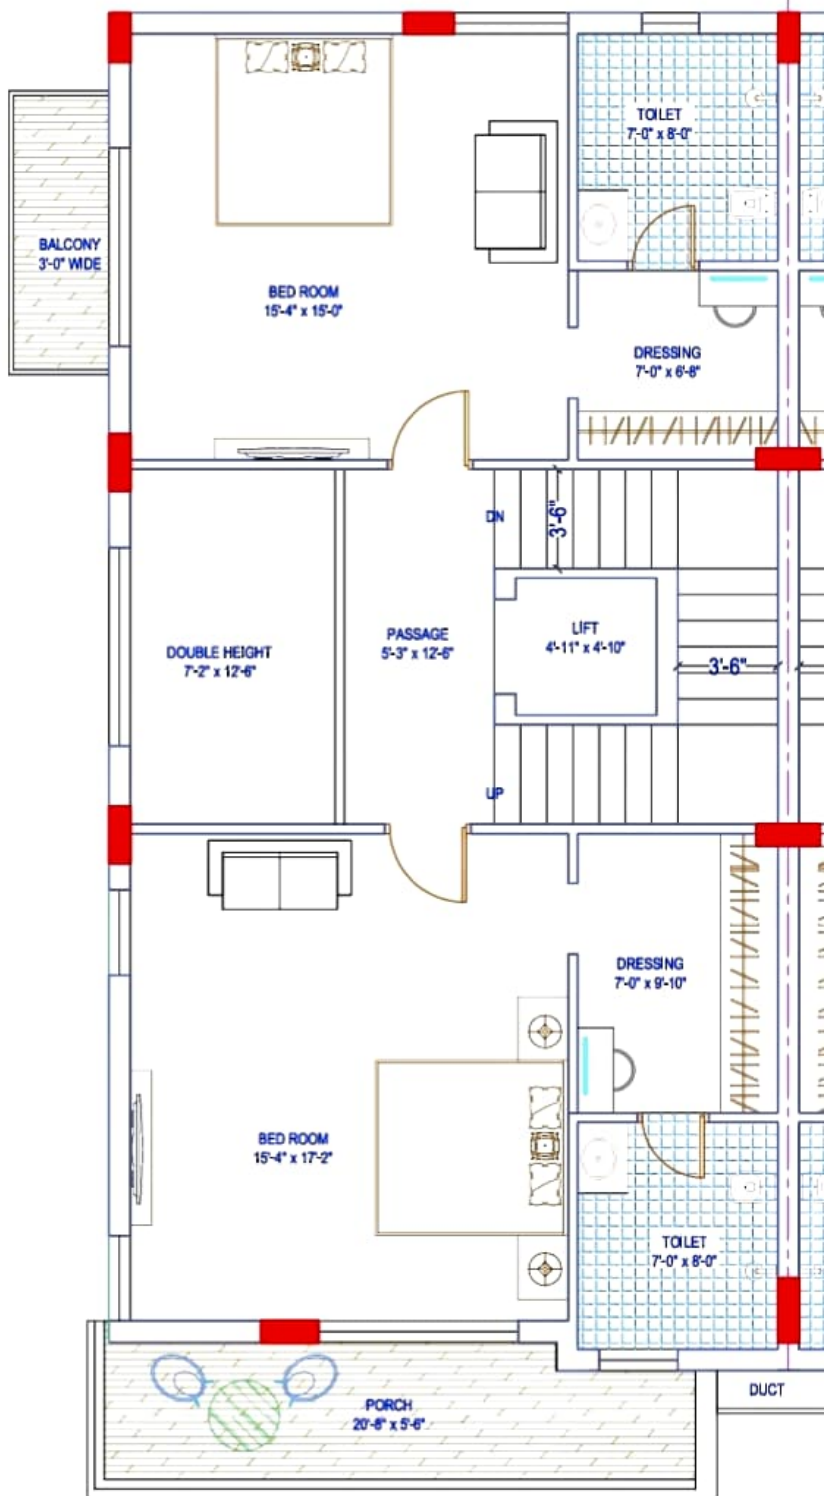 TOILET
7'-0" x 8'-0"
BALCONY
3'-0" WIDE
BED ROOM
15'-4" x 15'-0"
DRESSING
7'-0" x 6'-8"
DN
3'-6"
PASSAGE
5'-3" x 12'-6"
LIFT
4'-11" x 4'-10"
DOUBLE HEIGHT
7'-2" x 12'-6"
3'-6"
UP
DRESSING
7'-0" x 9'-10"
BED ROOM
15'-4" x 17'-2"
TOILET
7'-0" x 8'-0"
DUCT
PORCH
20'-8" x 5'-6"